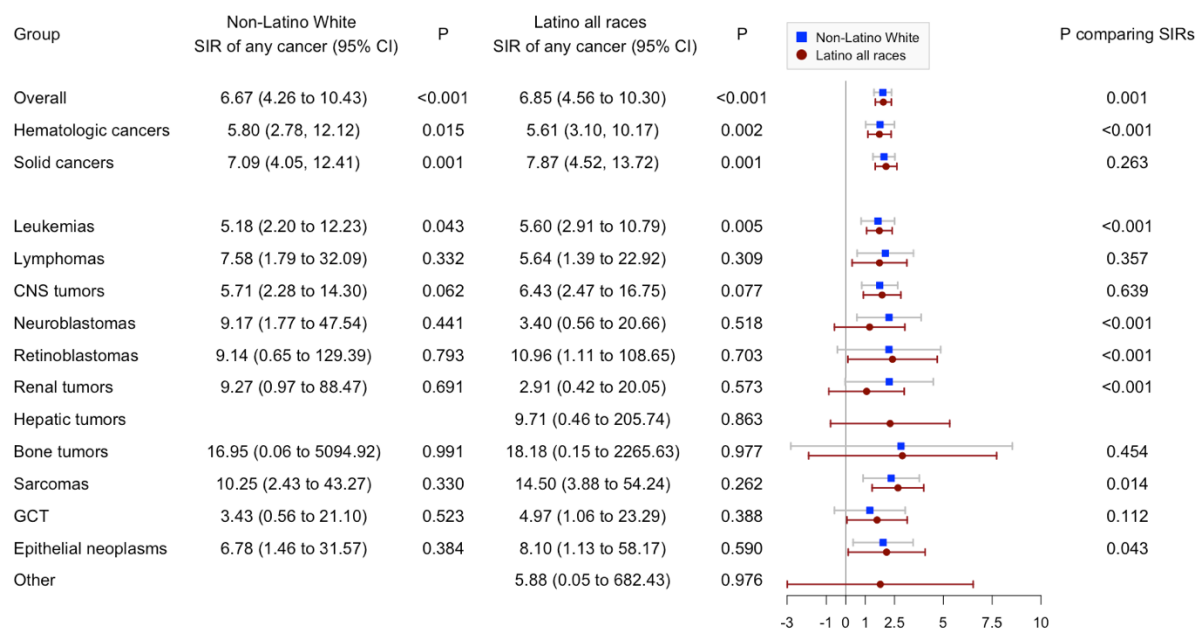 Group Non-Latino White SIR of any cancer (95% CI) P Latino all races SIR of any cancer (95% CI) P P comparing SIRs
Non-Latino White
Latino all races
Overall 6.67 (4.26 to 10.43) <0.001 6.85 (4.56 to 10.30) <0.001 0.001
Hematologic cancers 5.80 (2.78, 12.12) 0.015 5.61 (3.10, 10.17) 0.002 <0.001
Solid cancers 7.09 (4.05, 12.41) 0.001 7.87 (4.52, 13.72) 0.001 0.263
Leukemias 5.18 (2.20 to 12.23) 0.043 5.60 (2.91 to 10.79) 0.005 <0.001
Lymphomas 7.58 (1.79 to 32.09) 0.332 5.64 (1.39 to 22.92) 0.309 0.357
CNS tumors 5.71 (2.28 to 14.30) 0.062 6.43 (2.47 to 16.75) 0.077 0.639
Neuroblastomas 9.17 (1.77 to 47.54) 0.441 3.40 (0.56 to 20.66) 0.518 <0.001
Retinoblastomas 9.14 (0.65 to 129.39) 0.793 10.96 (1.11 to 108.65) 0.703 <0.001
Renal tumors 9.27 (0.97 to 88.47) 0.691 2.91 (0.42 to 20.05) 0.573 <0.001
Hepatic tumors 9.71 (0.46 to 205.74) 0.863
Bone tumors 16.95 (0.06 to 5094.92) 0.991 18.18 (0.15 to 2265.63) 0.977 0.454
Sarcomas 10.25 (2.43 to 43.27) 0.330 14.50 (3.88 to 54.24) 0.262 0.014
GCT 3.43 (0.56 to 21.10) 0.523 4.97 (1.06 to 23.29) 0.388 0.112
Epithelial neoplasms 6.78 (1.46 to 31.57) 0.384 8.10 (1.13 to 58.17) 0.590 0.043
Other 5.88 (0.05 to 682.43) 0.976
-3 -1 0 1 2.5 5 7.5 10